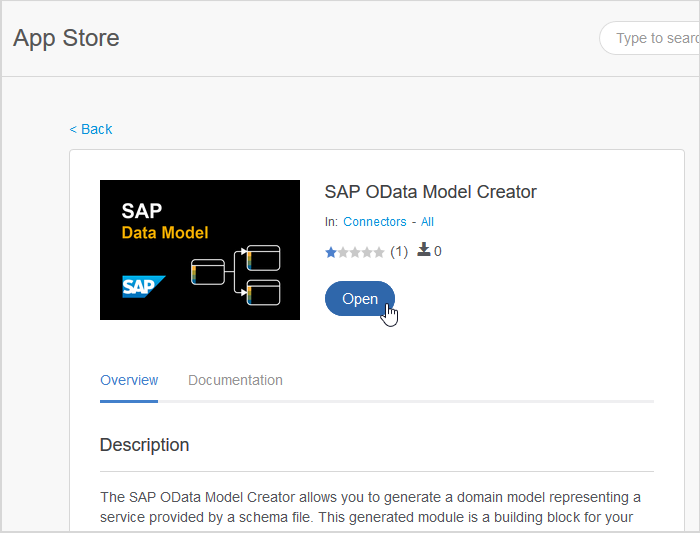 App Store
Type to searc
< Back
SAP
Data Model
SAP
SAP OData Model Creator
In: Connectors - All
(1) 0
Open
Overview Documentation
Description
The SAP OData Model Creator allows you to generate a domain model representing a
service provided by a schema file. This generated module is a building block for your